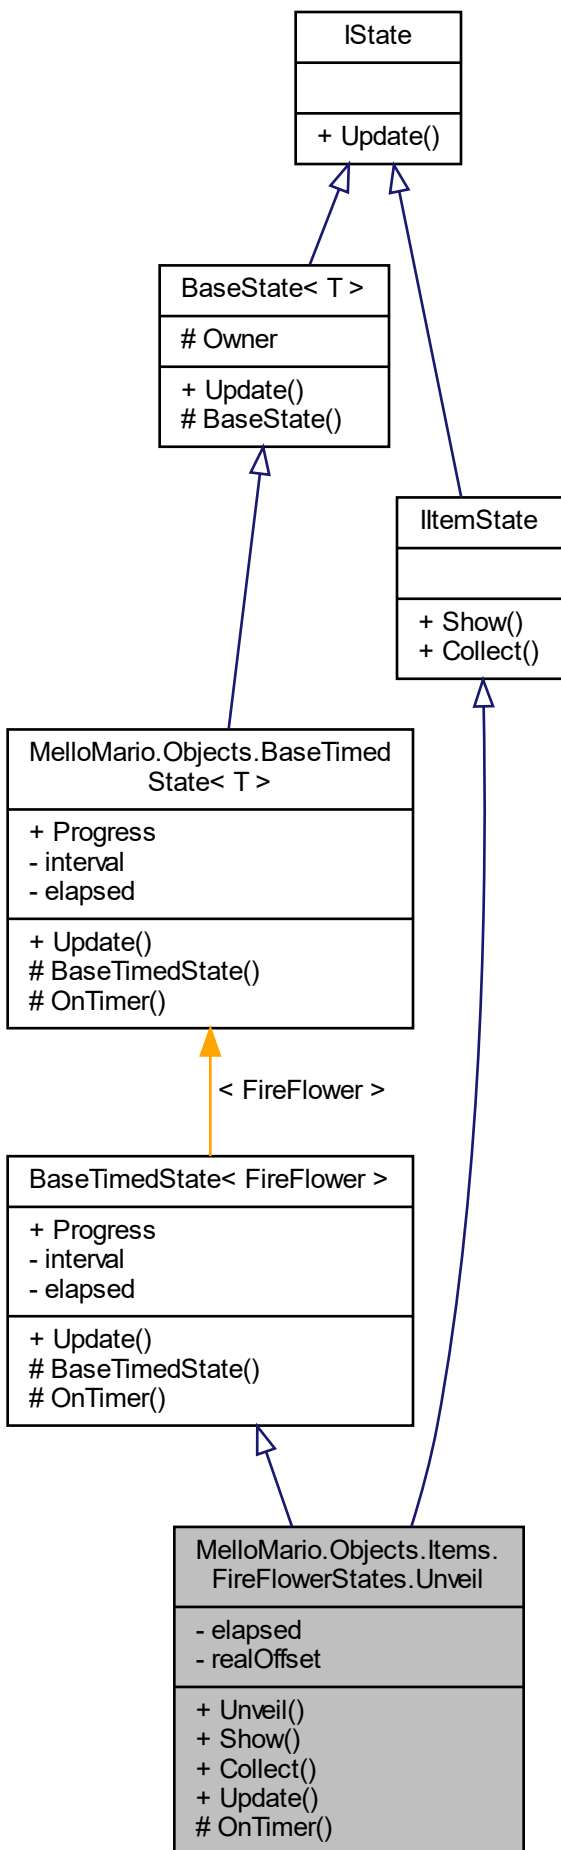 IState
+ Update()
BaseState< T >
# Owner
+ Update()
# BaseState()
IItemState
+ Show()
+ Collect()
MelloMario.Objects.BaseTimed
State< T >
+ Progress
- interval
- elapsed
+ Update()
# BaseTimedState()
# OnTimer()
< FireFlower >
BaseTimedState< FireFlower >
+ Progress
- interval
- elapsed
+ Update()
# BaseTimedState()
# OnTimer()
MelloMario.Objects.Items.
FireFlowerStates.Unveil
- elapsed
- realOffset
+ Unveil()
+ Show()
+ Collect()
+ Update()
# OnTimer()